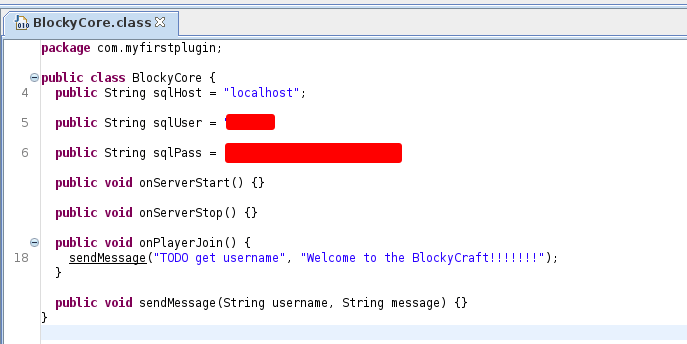 BlockyCore.class
package com.myfirstplugin;
public class BlockyCore {
4 public String sqlHost = "localhost";
5 public String sqlUser =
6 public String sqlPass =
public void onServerStart() {}
public void onServerStop() {}
public void onPlayerJoin() {
18 sendMessage("TODO get username", "Welcome to the BlockyCraft!!!!!!!");
}
public void sendMessage(String username, String message) {}
}